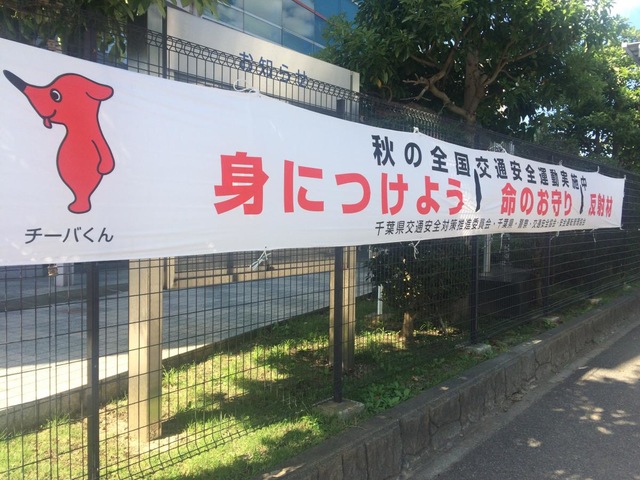 お知らせ
秋の全国交通安全運動実施中
身につけよう 命のお守り 反射材
千葉県交通安全対策推進委員会・千葉県・警察・交通安全協会・安全運転管理協会
チーバくん